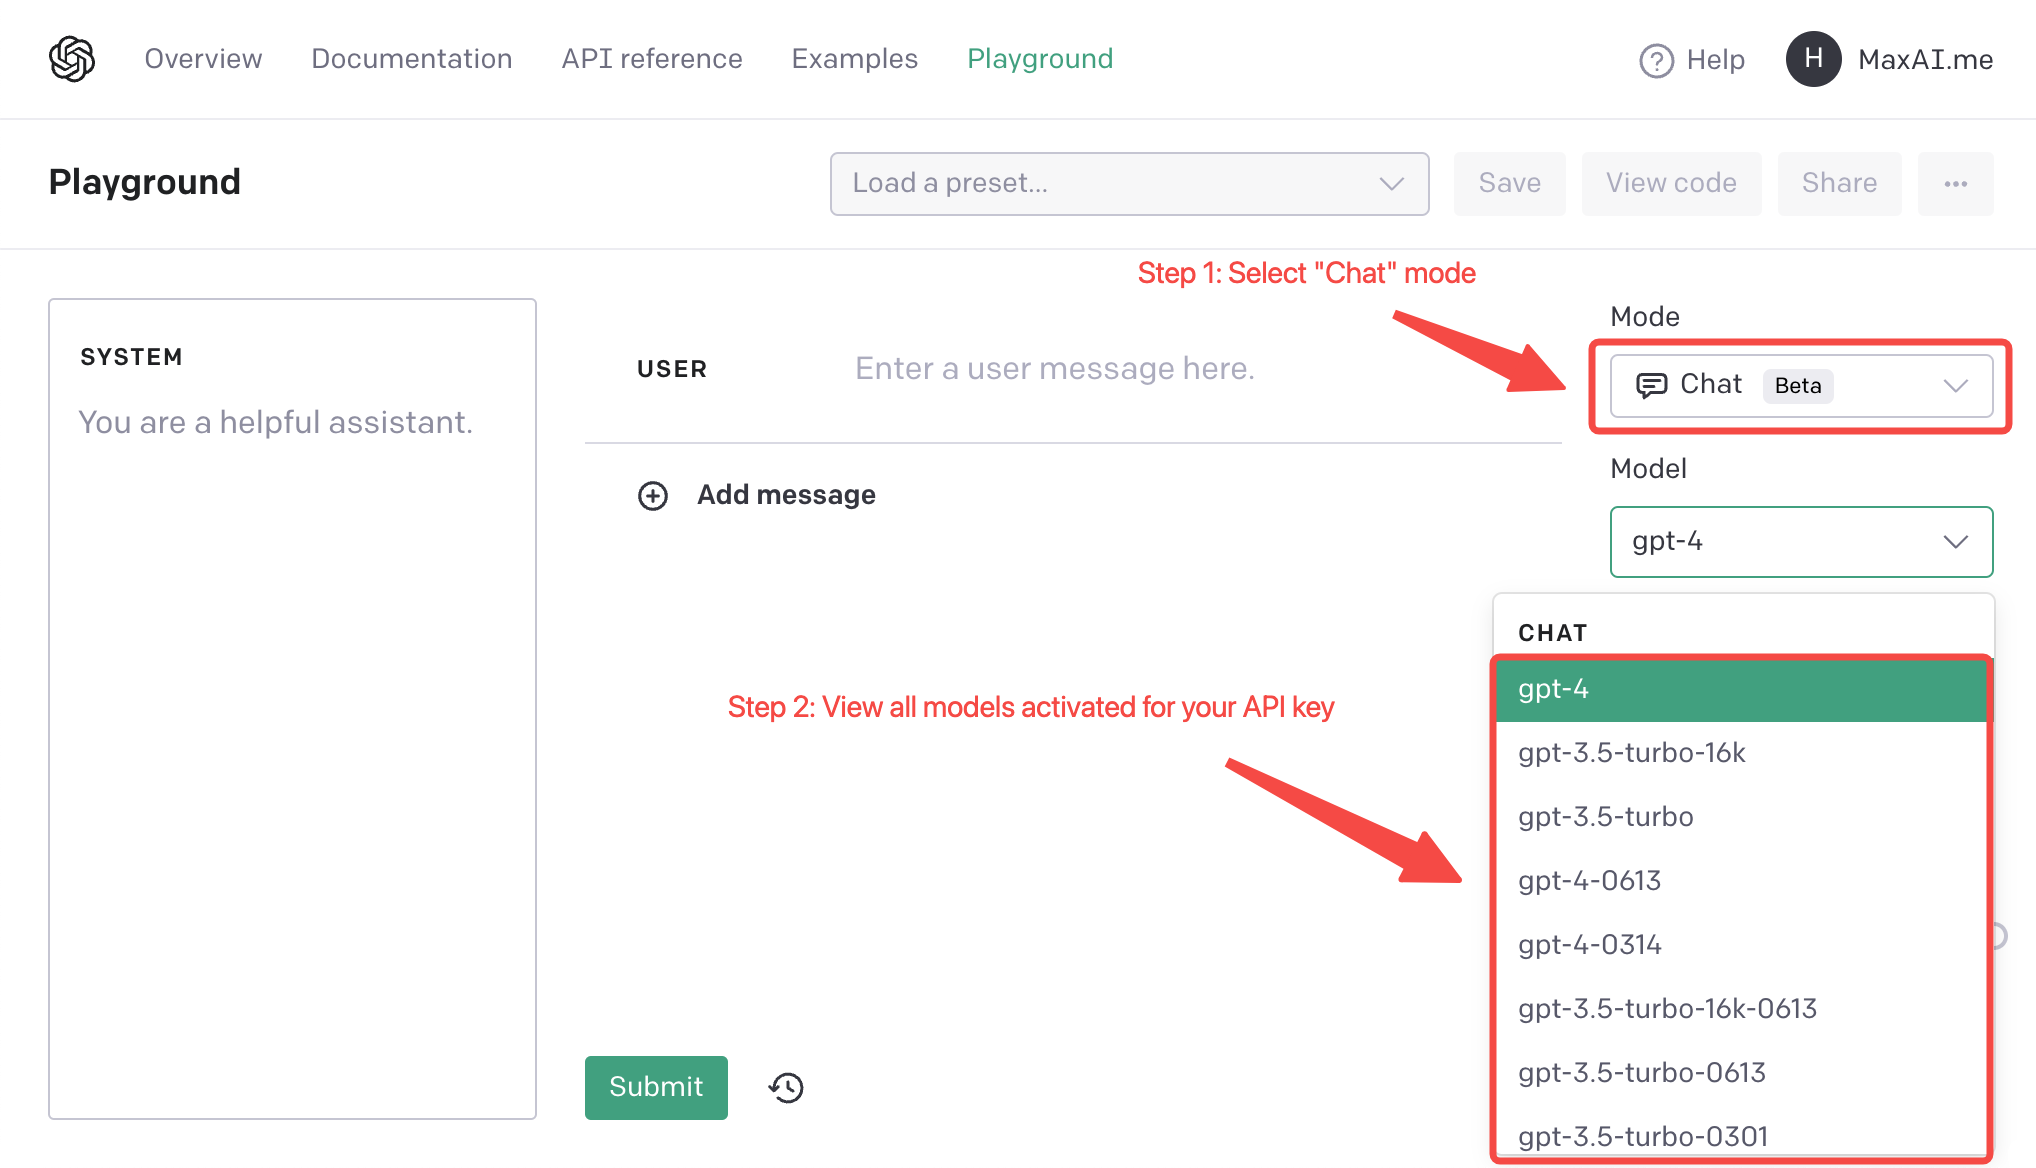 Overview Documentation API reference Examples Playground Help H MaxAI.me
Playground Load a preset... Save View code Share ...
Step 1: Select "Chat" mode
Mode
SYSTEM
USER Enter a user message here.
Chat Beta
You are a helpful assistant.
Model
Add message
gpt-4
CHAT
gpt-4
Step 2: View all models activated for your API key
gpt-3.5-turbo-16k
gpt-3.5-turbo
gpt-4-0613
gpt-4-0314
gpt-3.5-turbo-16k-0613
gpt-3.5-turbo-0613
Submit
gpt-3.5-turbo-0301